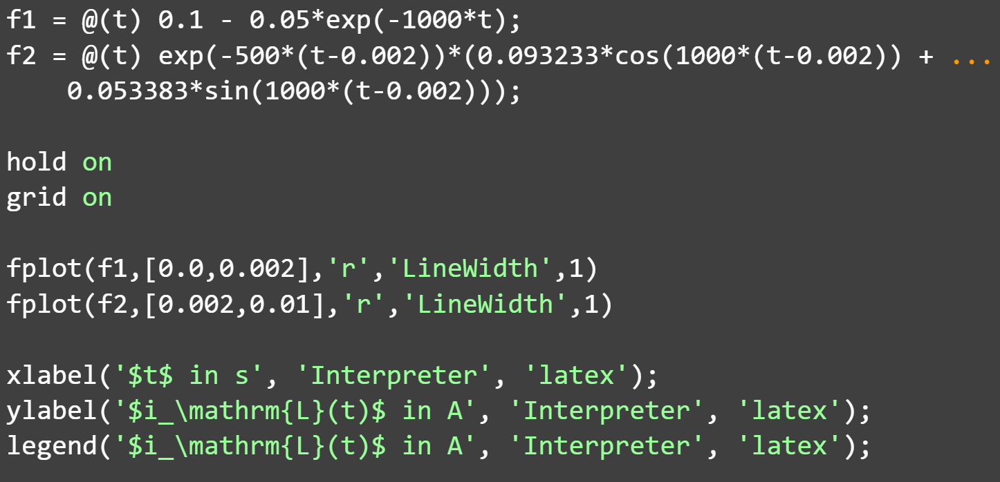 f1 = @(t) 0.1 - 0.05*exp(-1000*t);
f2 = @(t) exp(-500*(t-0.002))*(0.093233*cos(1000*(t-0.002)) + ...
    0.053383*sin(1000*(t-0.002)));
hold on
grid on
fplot(f1,[0.0,0.002],'r','LineWidth',1)
fplot(f2,[0.002,0.01],'r','LineWidth',1)
xlabel('$t$ in s', 'Interpreter', 'latex');
ylabel('$i_\mathrm{L}(t)$ in A', 'Interpreter', 'latex');
legend('$i_\mathrm{L}(t)$ in A', 'Interpreter', 'latex');